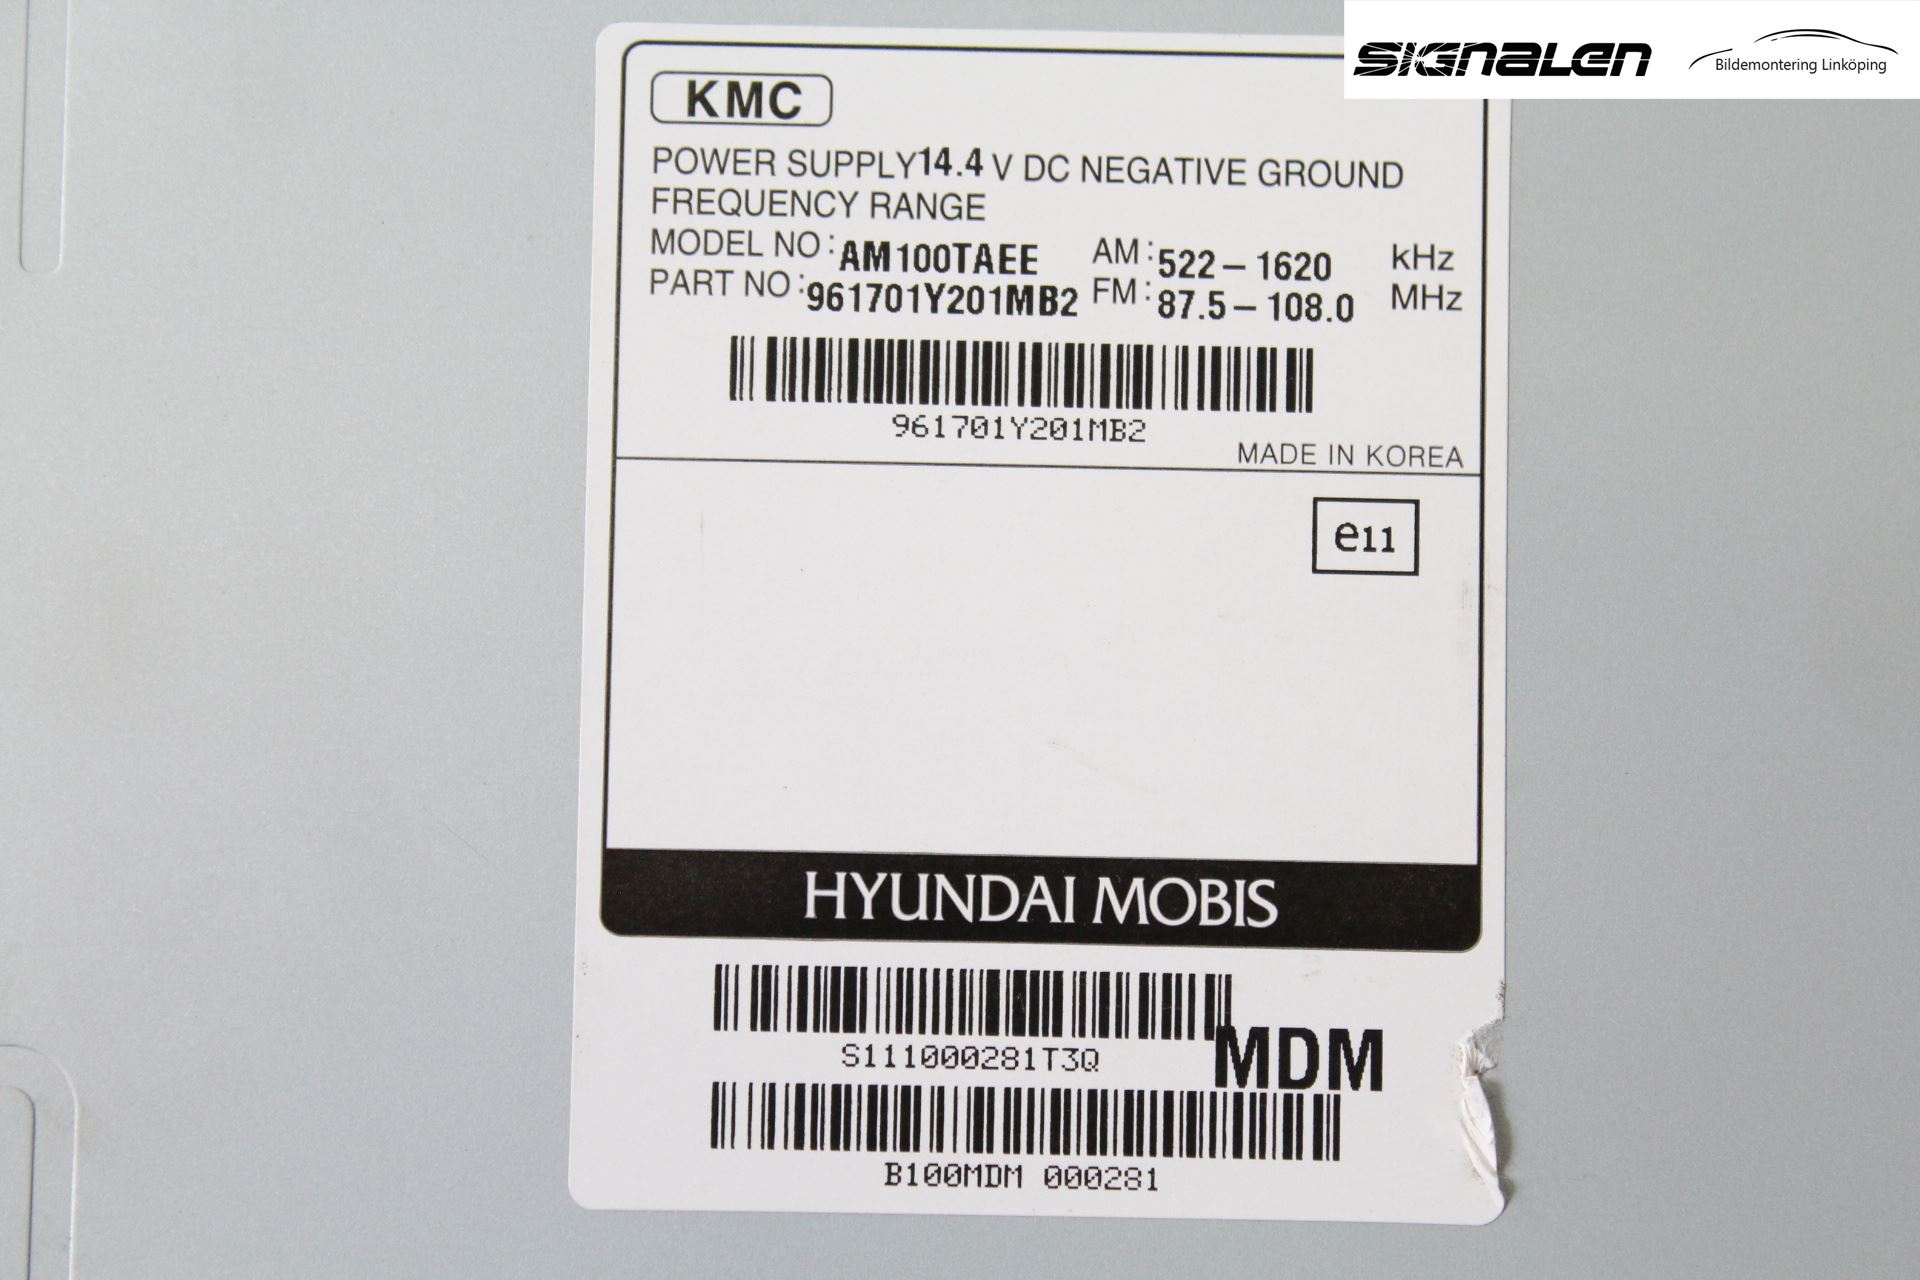 SIGNALEN
Bildemontering Linköping
KMC
POWER SUPPLY 14.4 V DC NEGATIVE GROUND
FREQUENCY RANGE
MODEL NO : AM100TAEE AM : 522 – 1620 kHz
PART NO : 961701Y201MB2 FM : 87.5 – 108.0 MHz
961701Y201MB2
MADE IN KOREA
e11
HYUNDAI MOBIS
S111000281T3Q
MDM
B100MDM 000281